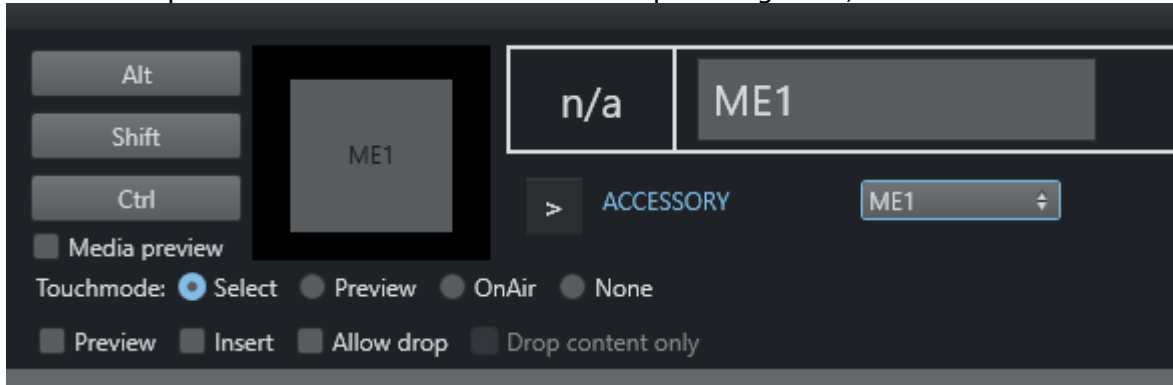 Alt
Shift
Ctrl
ME1
n/a
ME1
> ACCESSORY ME1
Media preview
Touchmode: Select Preview OnAir None
Preview Insert Allow drop Drop content only